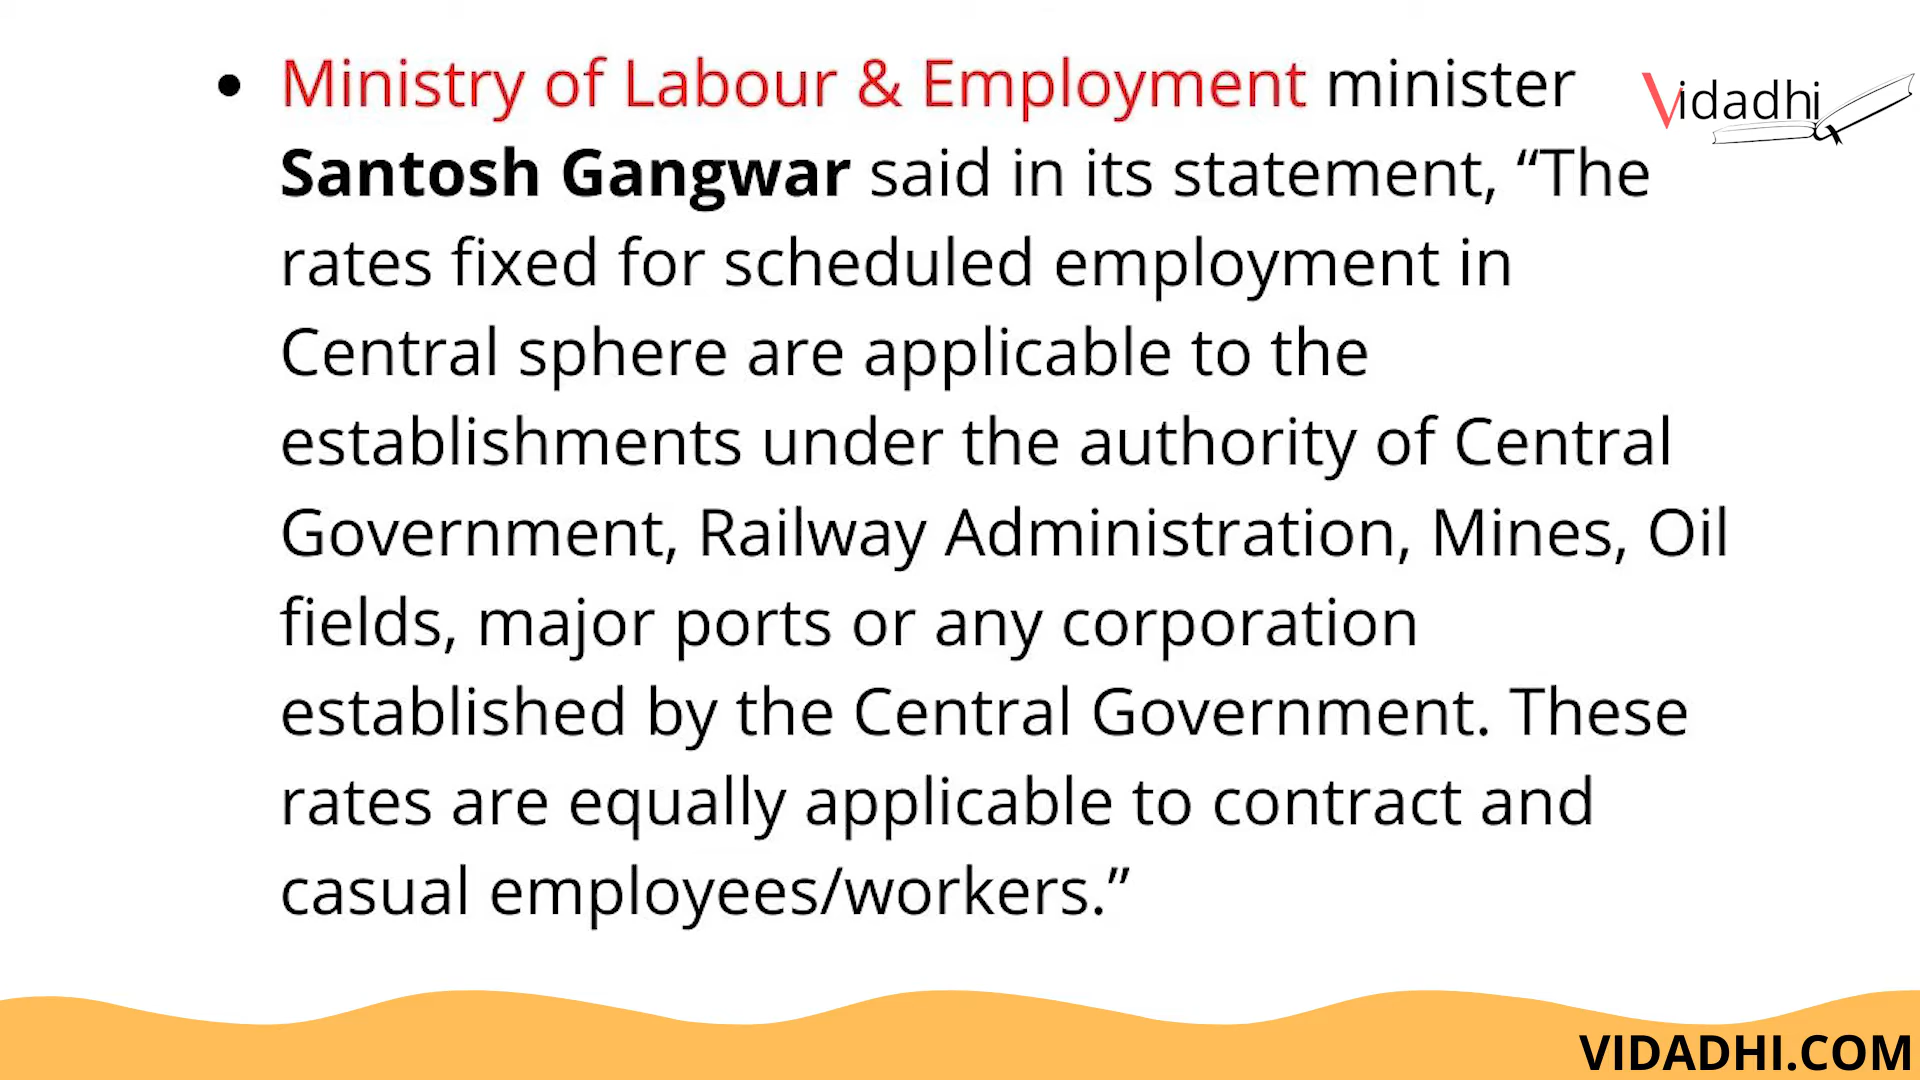 • Ministry of Labour & Employment minister
Vidadhi
Santosh Gangwar said in its statement, “The
rates fixed for scheduled employment in
Central sphere are applicable to the
establishments under the authority of Central
Government, Railway Administration, Mines, Oil
fields, major ports or any corporation
established by the Central Government. These
rates are equally applicable to contract and
casual employees/workers.”
VIDADHI.COM